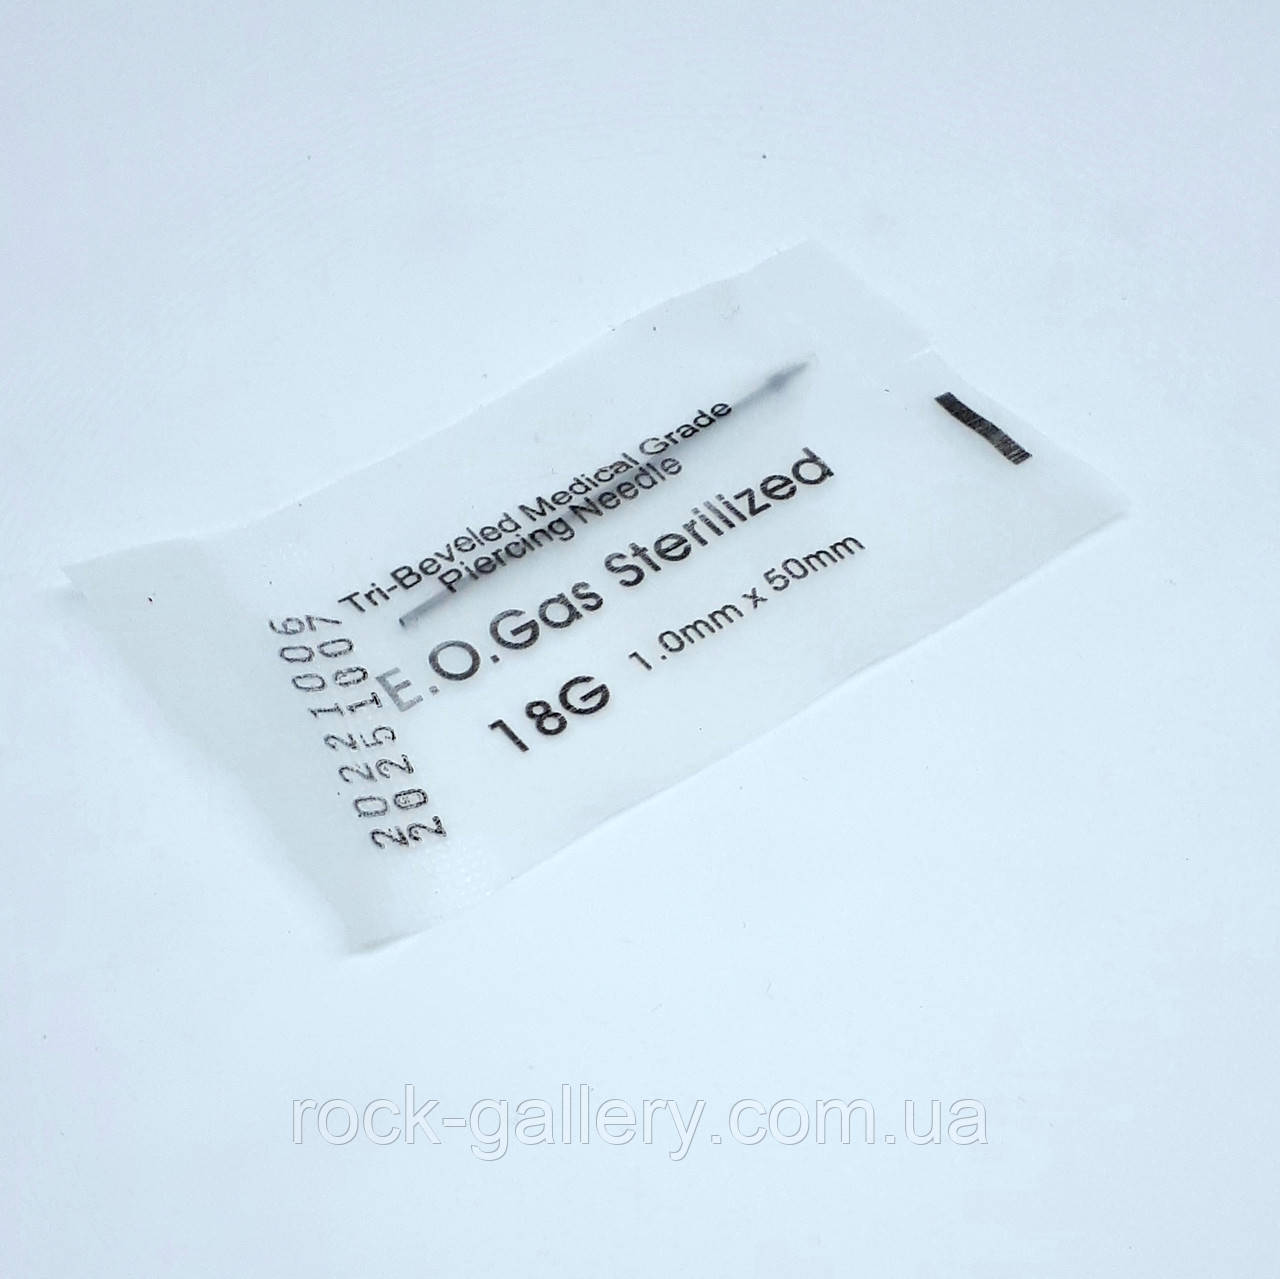 Tri-Beveled Medical Grade
Piercing Needle
E.O.Gas Sterilized
18G 1.0mm x 50mm
20221006
20251007
rock-gallery.com.ua